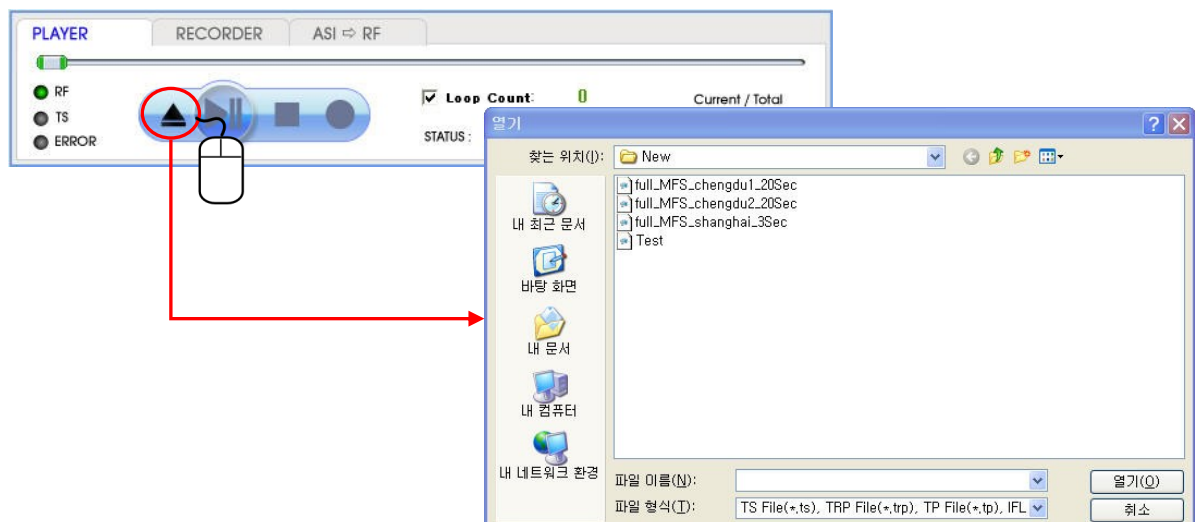 PLAYER RECORDER ASI ⇨ RF
RF
TS
ERROR
Loop Count: 0
Current / Total
STATUS :
열기
찾는 위치(I): New
full_MFS_chengdu1_20Sec
full_MFS_chengdu2_20Sec
full_MFS_shanghai_3Sec
Test
내 최근 문서
바탕 화면
내 문서
내 컴퓨터
내 네트워크 환경
파일 이름(N): 열기(O)
파일 형식(T): TS File(*.ts), TRP File(*.trp), TP File(*.tp), IFL 취소